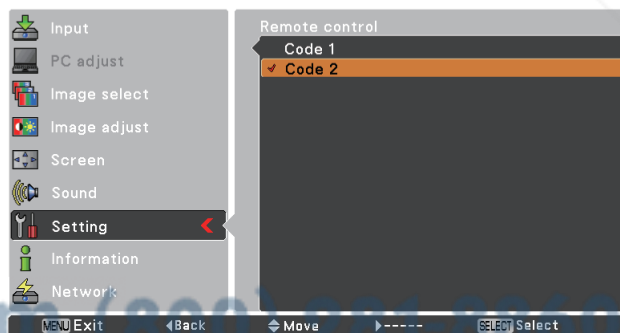 Input
PC adjust
Image select
Image adjust
Screen
Sound
Setting
Information
Network
Remote control
Code 1
Code 2
MENU Exit
Back
Move
-----
SELECT Select